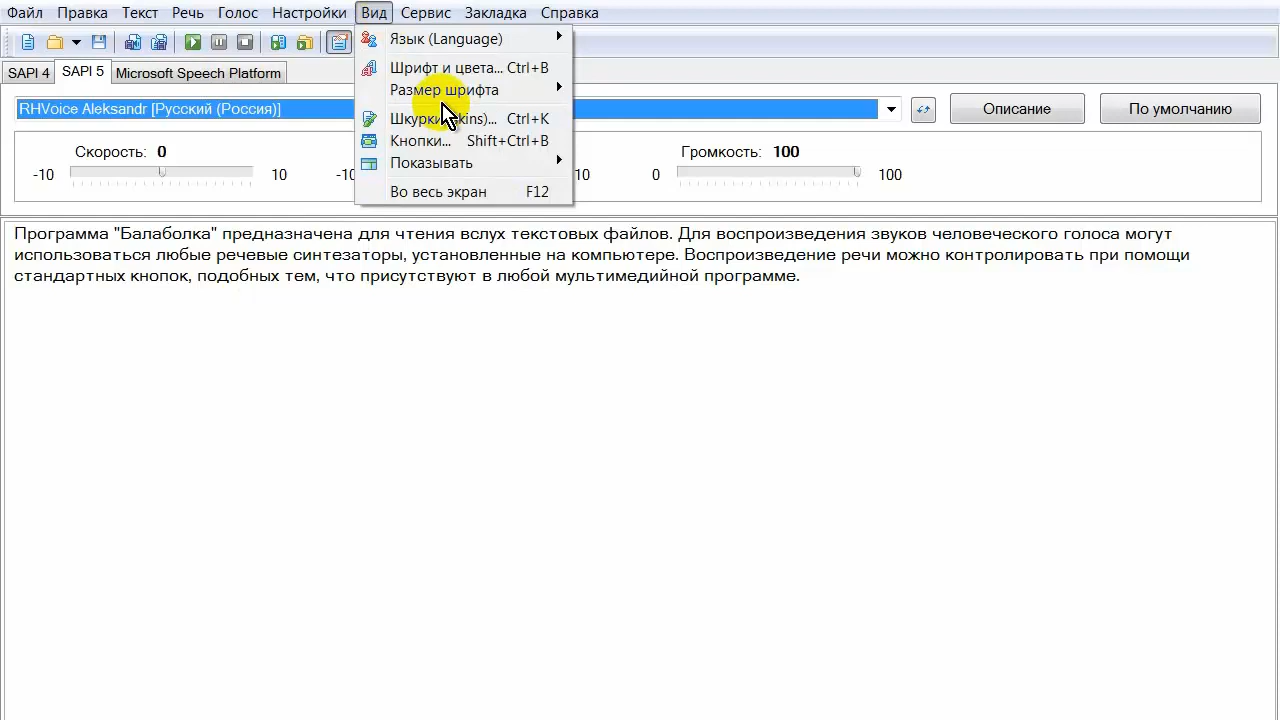 Файл Правка Текст Речь Голос Настройки Вид Сервис Закладка Справка
SAPI 4 SAPI 5 Microsoft Speech Platform
RHVoice Aleksandr [Русский (Россия)] Описание По умолчанию
Скорость: 0 Громкость: 100
-10 10 -10 10 0 100
Язык (Language)
Шрифт и цвета... Ctrl+B
Размер шрифта
Шкурки kins)... Ctrl+K
Кнопки... Shift+Ctrl+B
Показывать
Во весь экран F12
Программа "Балаболка" предназначена для чтения вслух текстовых файлов. Для воспроизведения звуков человеческого голоса могут
использоваться любые речевые синтезаторы, установленные на компьютере. Воспроизведение речи можно контролировать при помощи
стандартных кнопок, подобных тем, что присутствуют в любой мультимедийной программе.